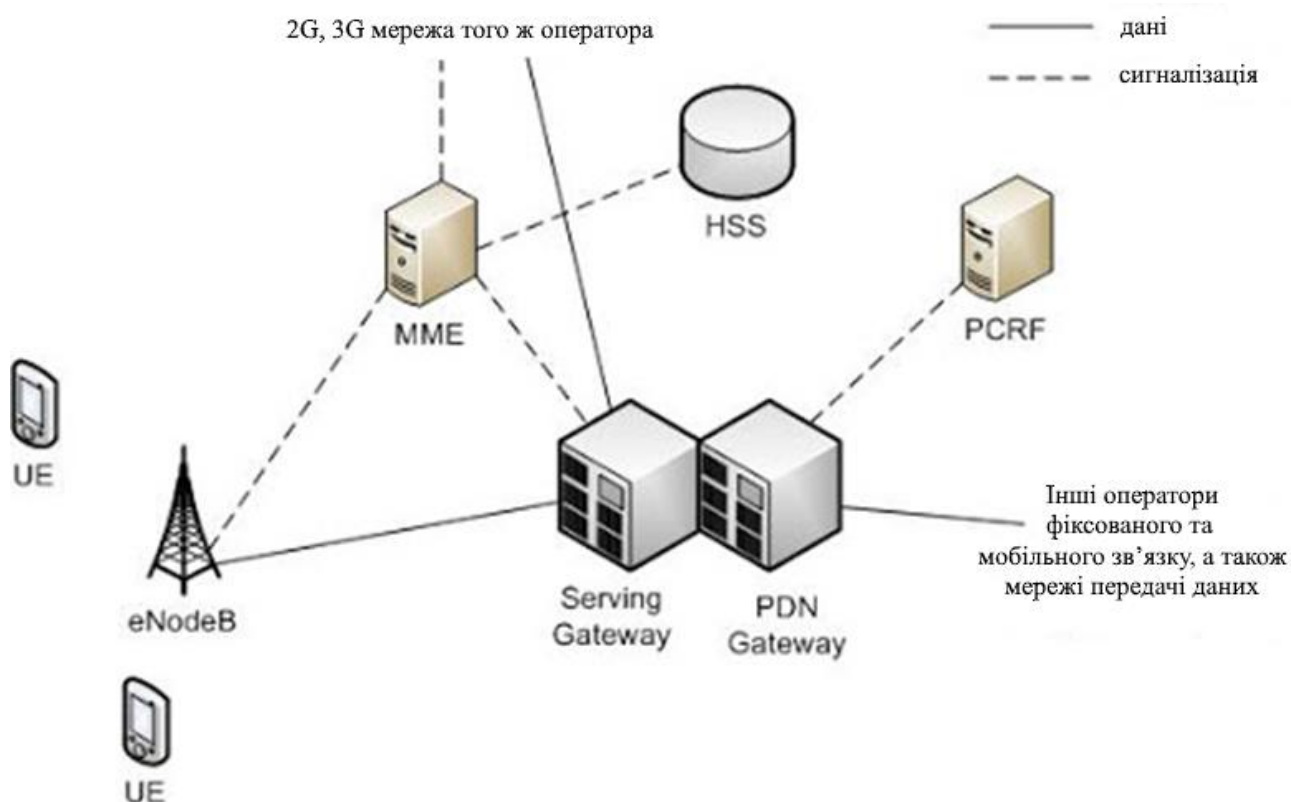 2G, 3G мережа того ж оператора
дані
сигналізація
HSS
MME
PCRF
UE
Інші оператори
фіксованого та
мобільного зв’язку, а також
мережі передачі даних
eNodeB
Serving
Gateway
PDN
Gateway
UE